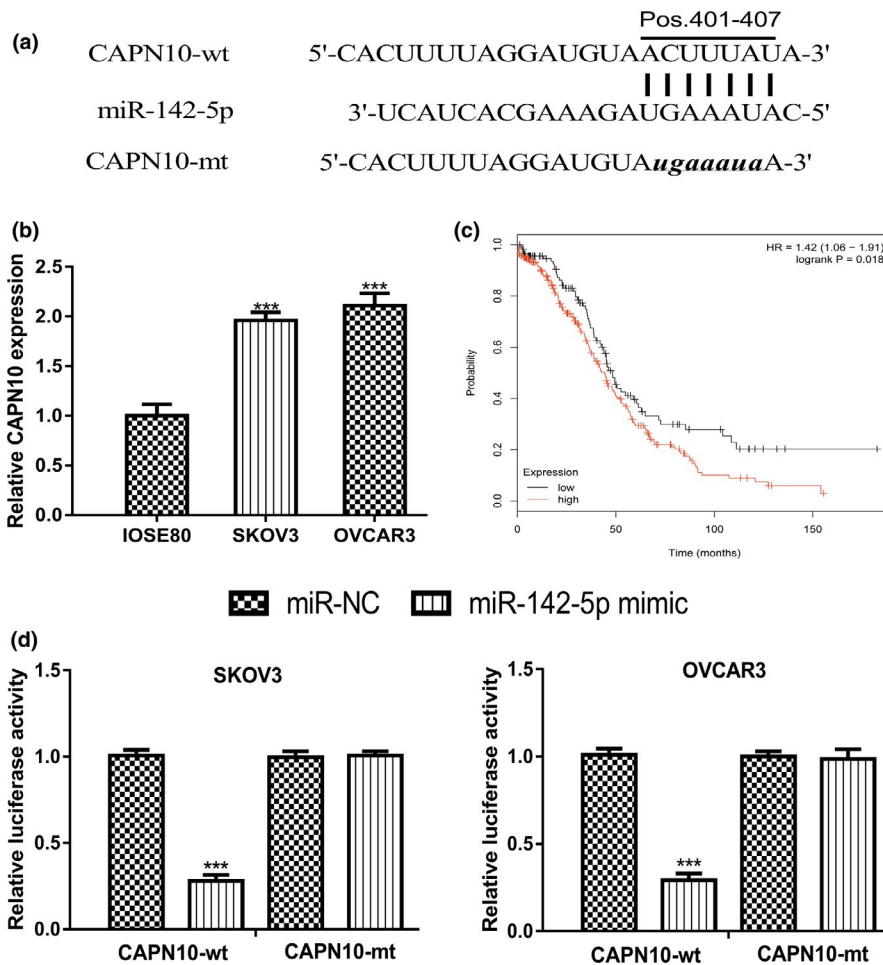 (a)
Pos.401-407
CAPN10-wt 5'-CACUUUUAGGAUGUAACUUUAUA-3'
miR-142-5p 3'-UCAUCACGAAAGAUGAAAUAC-5'
CAPN10-mt 5'-CACUUUUAGGAUGUAugaaauaA-3'
(b)
Relative CAPN10 expression
2.5
2.0
1.5
1.0
0.5
0.0
***
***
IOSE80 SKOV3 OVCAR3
(c)
HR = 1.42 (1.06 − 1.91)
logrank P = 0.018
Probability
1.0
0.8
0.6
0.4
0.2
0.0
Expression
low
high
0 50 100 150
Time (months)
miR-NC miR-142-5p mimic
(d)
SKOV3
Relative luciferase activity
1.5
1.0
0.5
0.0
***
CAPN10-wt CAPN10-mt
OVCAR3
Relative luciferase activity
1.5
1.0
0.5
0.0
***
CAPN10-wt CAPN10-mt